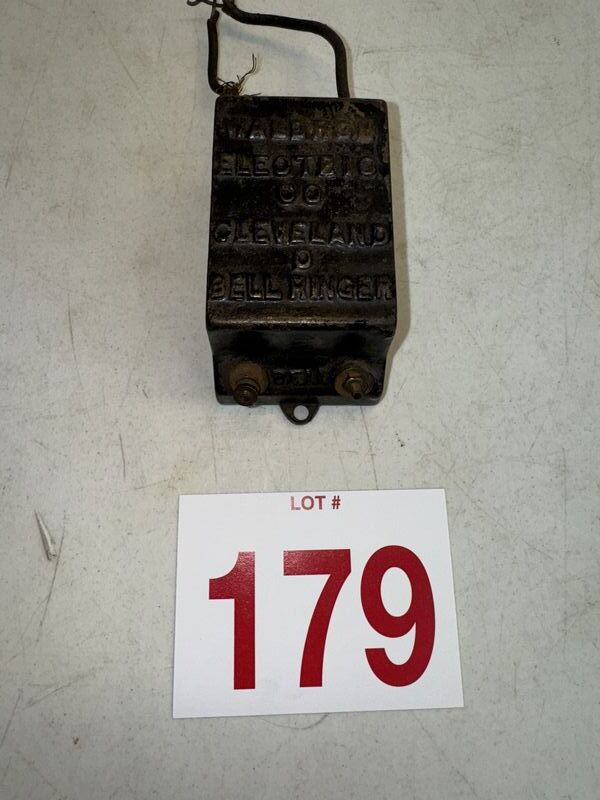 ELECTRIC
CO
CLEVELAND
O
BELL RINGER
LOT #
179